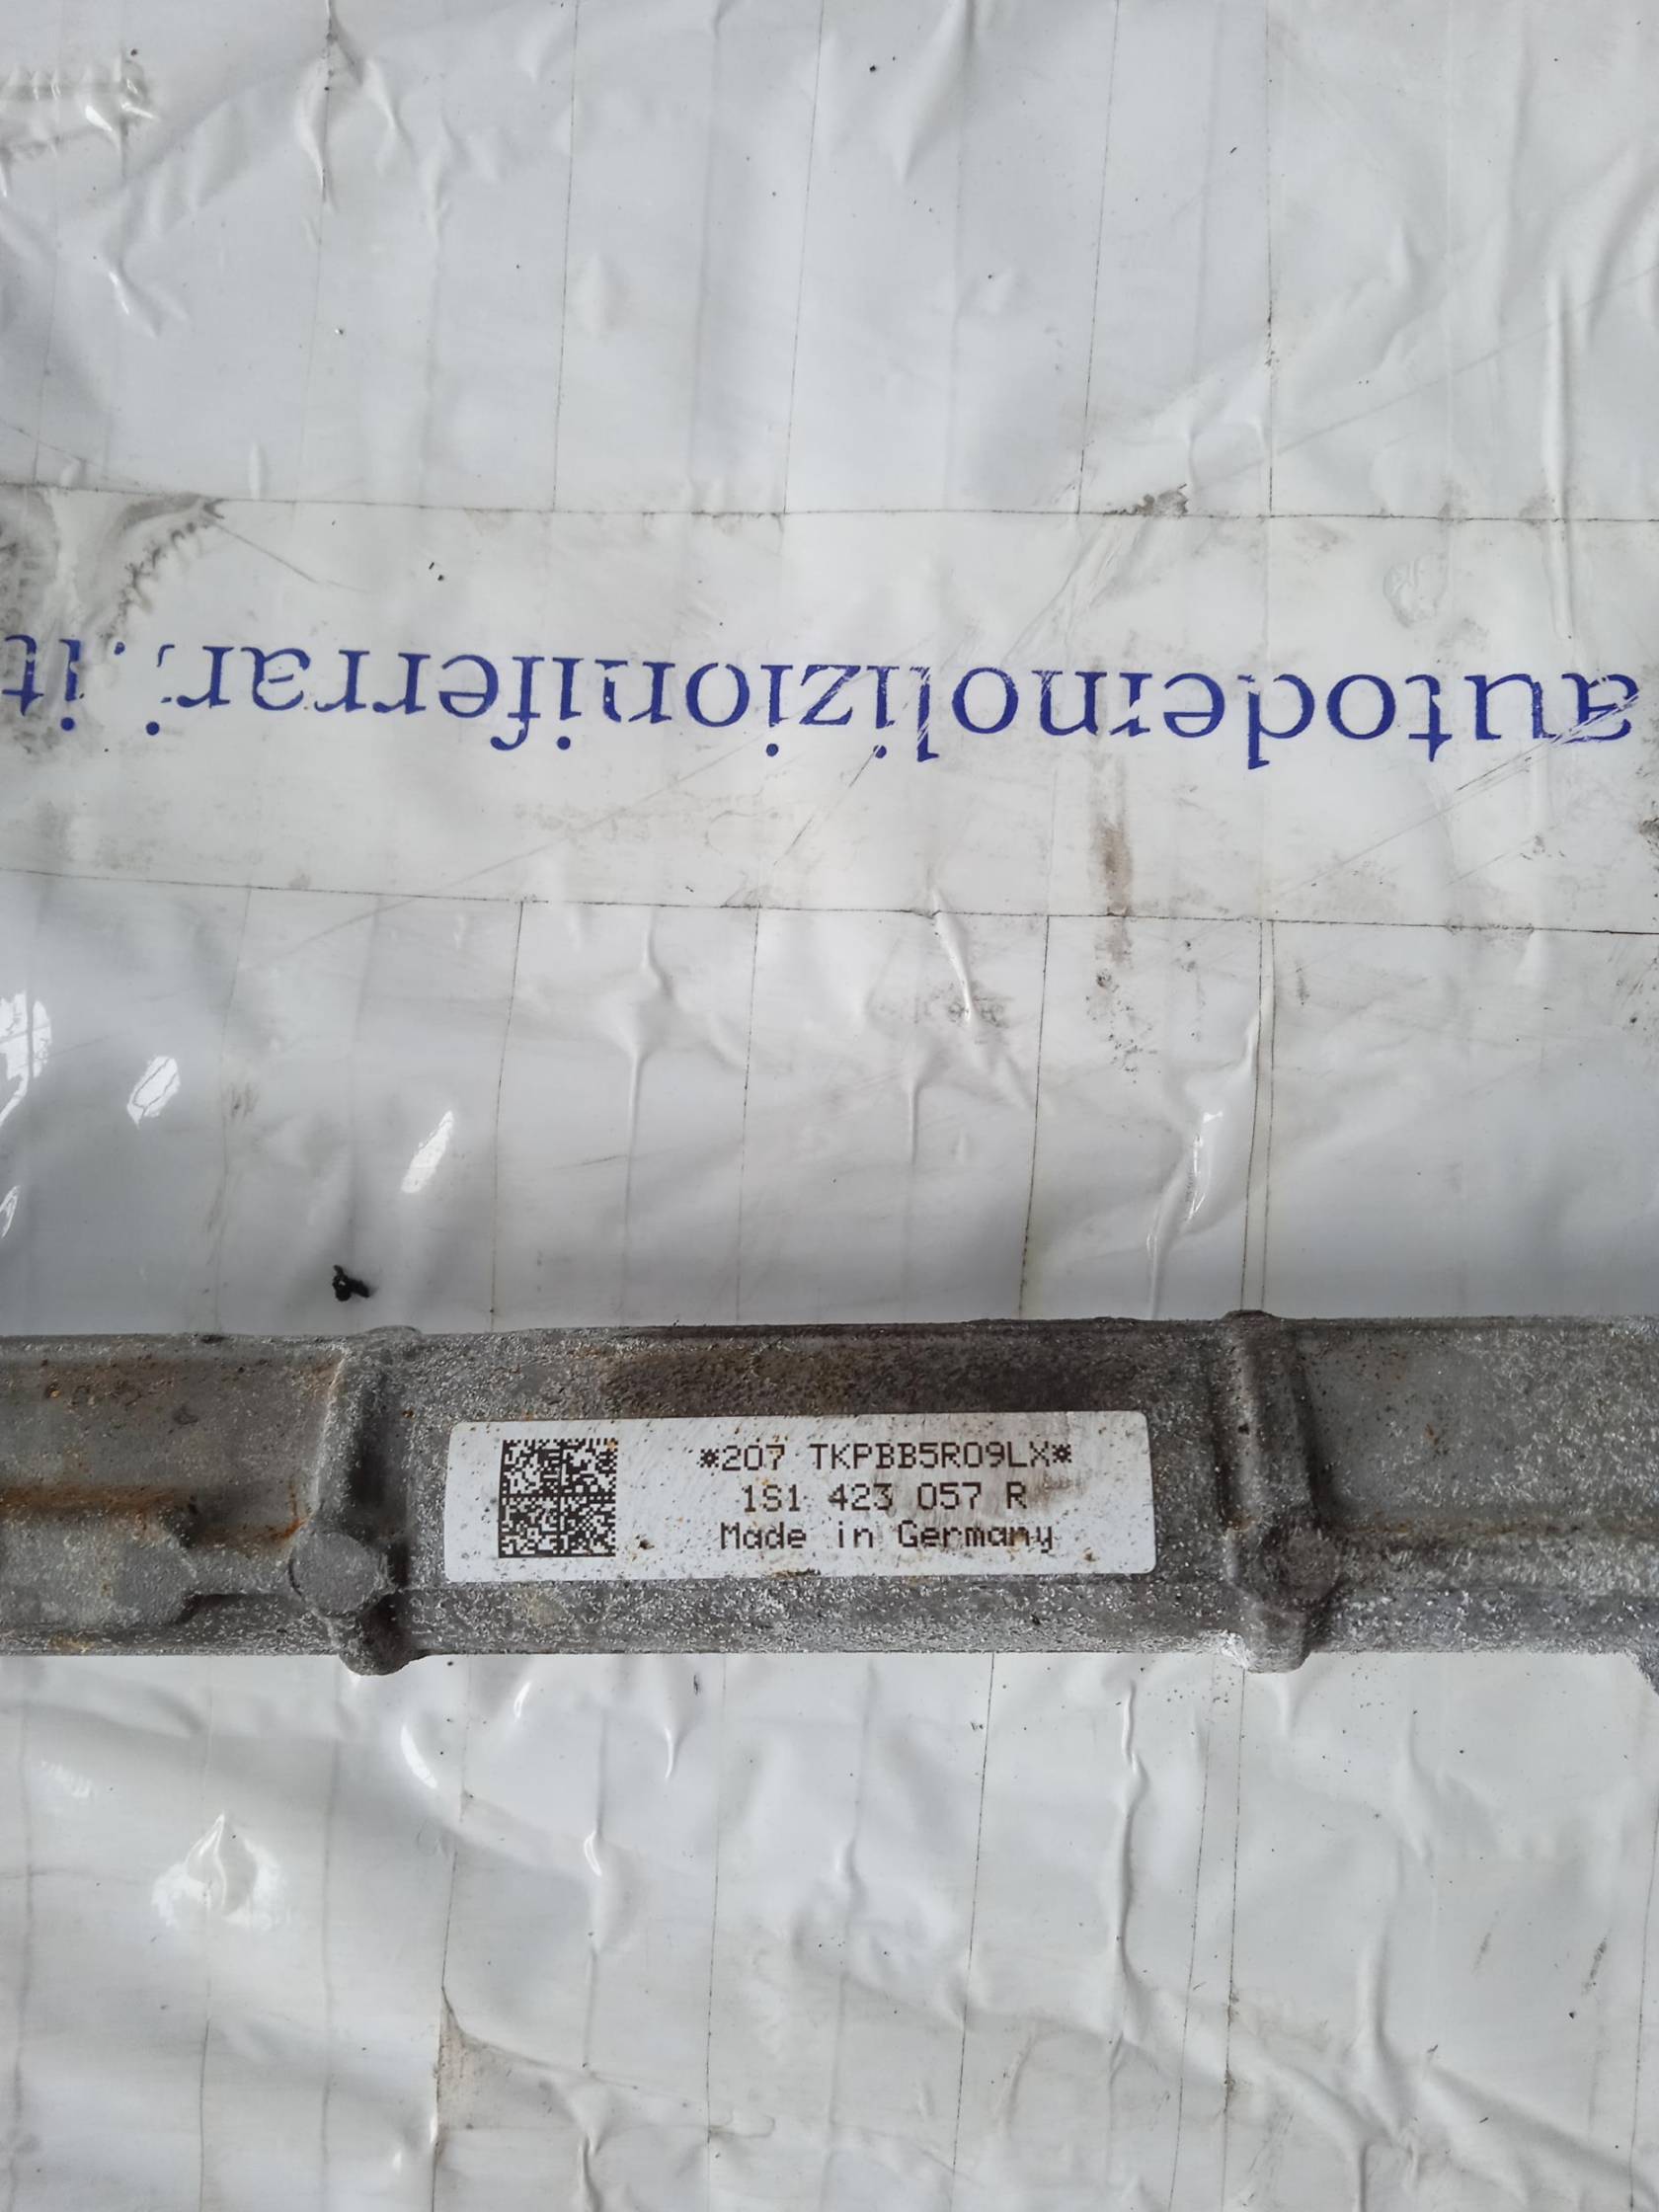 autodemolizioniferrari.it
*207 TKPBB5R09LX*
1S1 423 057 R
Made in Germany